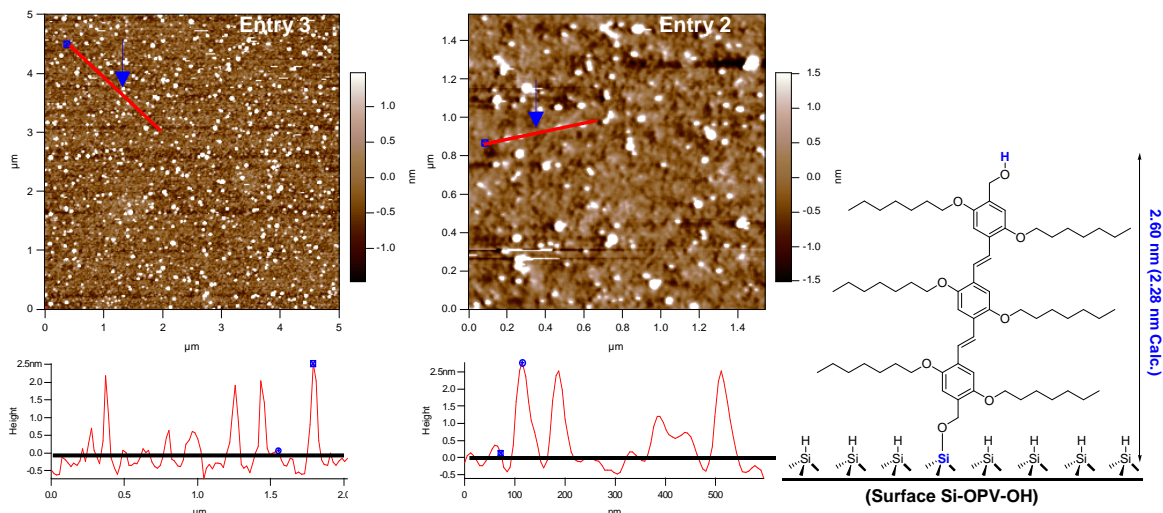 Entry 3
5
4
3
2
1
0
µm
0
1
2
3
4
5
µm
1.0
0.0
-1.0
nm
Entry 2
1.4
1.2
1.0
0.8
0.6
0.4
0.2
0.0
µm
0.0
0.2
0.4
0.6
0.8
1.0
1.2
1.4
µm
1.5
1.0
0.5
0.0
-0.5
-1.0
-1.5
nm
2.5nm
2.0
1.5
1.0
0.5
0.0
-0.5
Height
0.0
0.5
1.0
1.5
2.0
µm
2.5nm
2.0
1.5
1.0
0.5
0.0
-0.5
Height
0
100
200
300
400
500
nm
H
O
O
O
O
O
O
O
O
H H H H H H H
Si Si Si Si Si Si Si Si
(Surface Si-OPV-OH)
2.60 nm (2.28 nm Calc.)